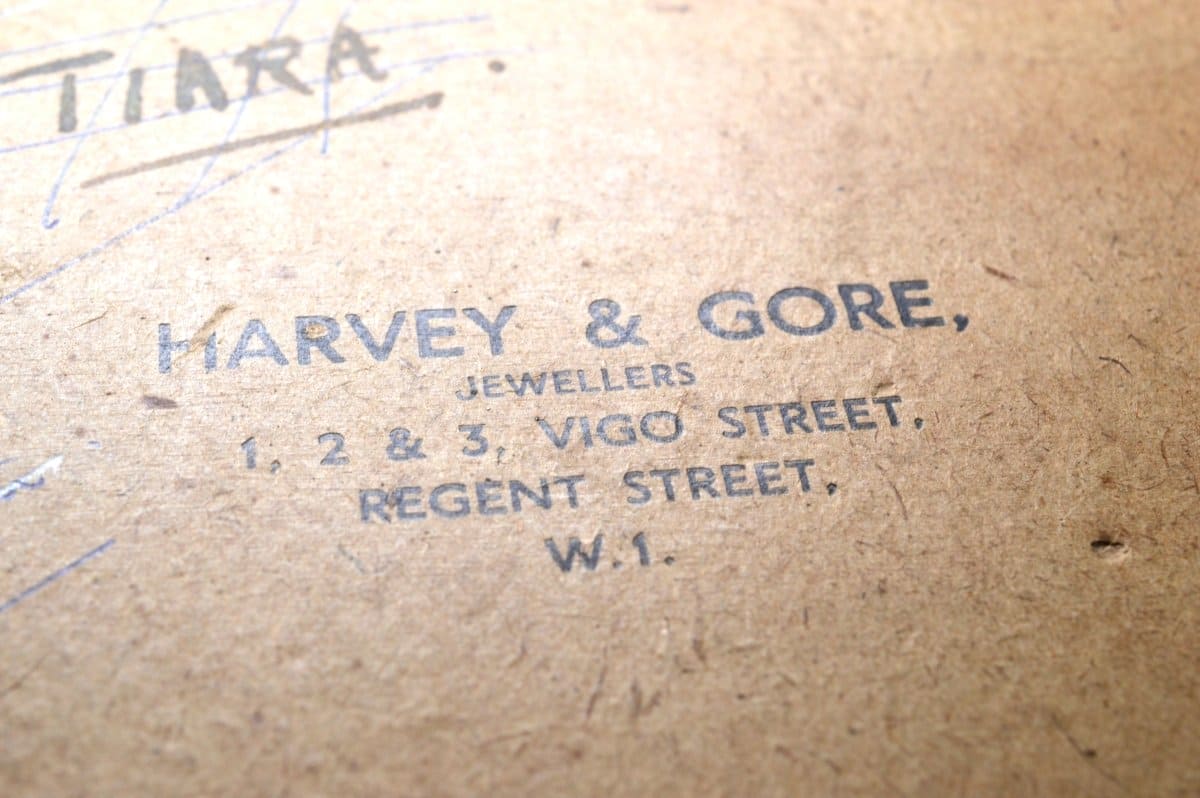 TIARA
HARVEY & GORE,
JEWELLERS
1, 2 & 3, VIGO STREET,
REGENT STREET,
W.1.